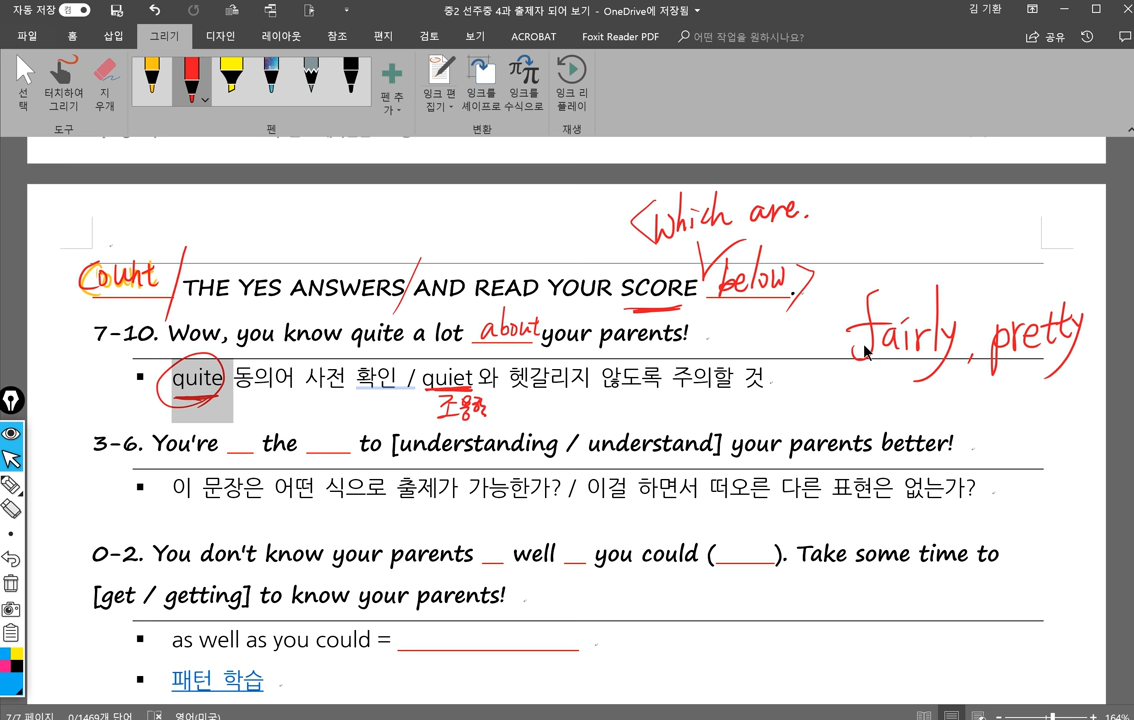 자동 저장 중2 선주중 4과 출제자 되어 보기 - OneDrive에 저장됨 김 기환
파일 홈 삽입 그리기 디자인 레이아웃 참조 편지 검토 보기 ACROBAT Foxit Reader PDF 어떤 작업을 원하시나요? 공유
선택 터치하여 그리기 지우개 펜 추가 잉크 편집기 잉크를 셰이프로 잉크를 수식으로 잉크 리플레이
도구 펜 변환 재생
<which are.
Count / THE YES ANSWERS / AND READ YOUR SCORE below>.
7-10. Wow, you know quite a lot about your parents!
fairly, pretty
▪ quite 동의어 사전 확인 / quiet와 헷갈리지 않도록 주의할 것
조용한
3-6. You're __ the ____ to [understanding / understand] your parents better!
▪ 이 문장은 어떤 식으로 출제가 가능한가? / 이걸 하면서 떠오른 다른 표현은 없는가?
0-2. You don't know your parents __ well __ you could (_____). Take some time to
[get / getting] to know your parents!
▪ as well as you could = ________________
▪ 패턴 학습
7/7 페이지 0/1469개 단어 영어(미국) 164%